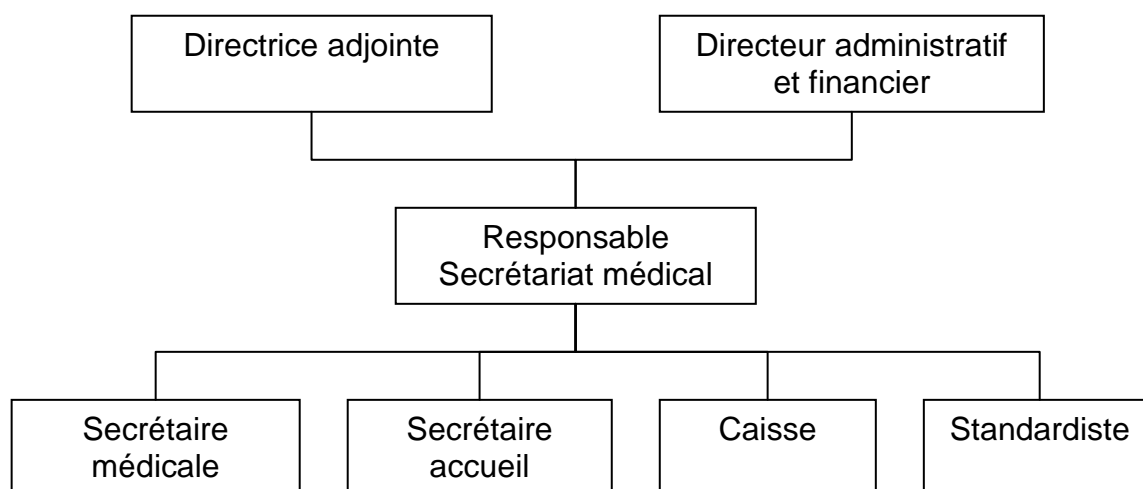 Directrice adjointe
Directeur administratif
et financier
Responsable
Secrétariat médical
Secrétaire
médicale
Secrétaire
accueil
Caisse
Standardiste